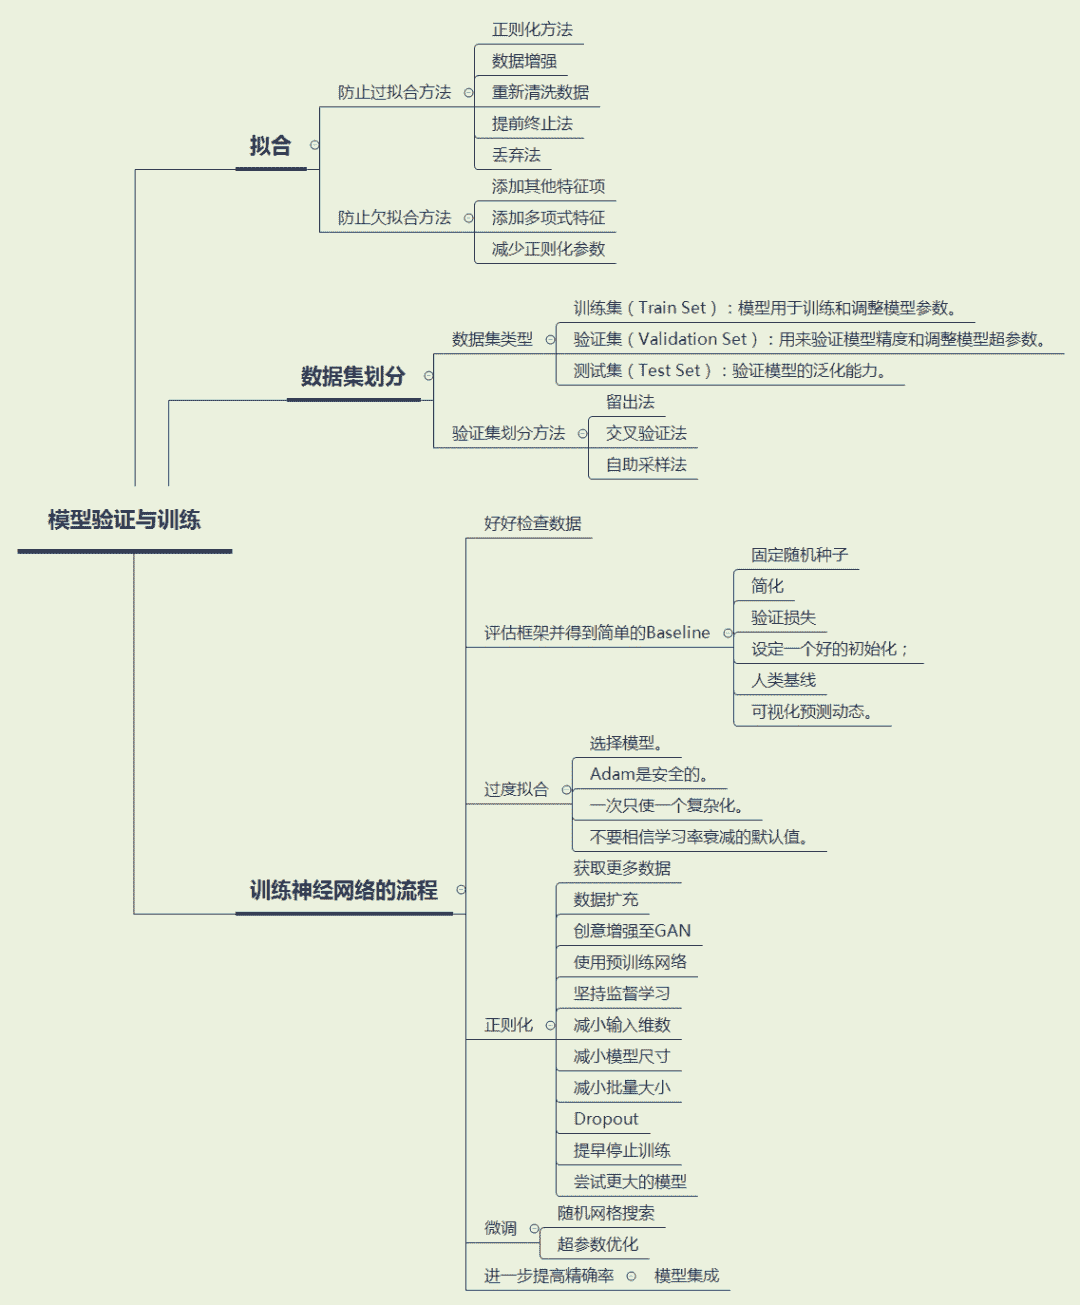 正则化方法
数据增强
防止过拟合方法
重新清洗数据
提前终止法
拟合
丢弃法
添加其他特征项
防止欠拟合方法
添加多项式特征
减少正则化参数
训练集（Train Set）：模型用于训练和调整模型参数。
数据集类型
验证集（Validation Set）：用来验证模型精度和调整模型超参数。
测试集（Test Set）：验证模型的泛化能力。
数据集划分
留出法
验证集划分方法
交叉验证法
自助采样法
模型验证与训练
好好检查数据
固定随机种子
简化
验证损失
评估框架并得到简单的Baseline
设定一个好的初始化；
人类基线
可视化预测动态。
选择模型。
Adam是安全的。
过度拟合
一次只使一个复杂化。
不要相信学习率衰减的默认值。
训练神经网络的流程
获取更多数据
数据扩充
创意增强至GAN
使用预训练网络
坚持监督学习
正则化
减小输入维数
减小模型尺寸
减小批量大小
Dropout
提早停止训练
尝试更大的模型
微调
随机网格搜索
超参数优化
进一步提高精确率
模型集成